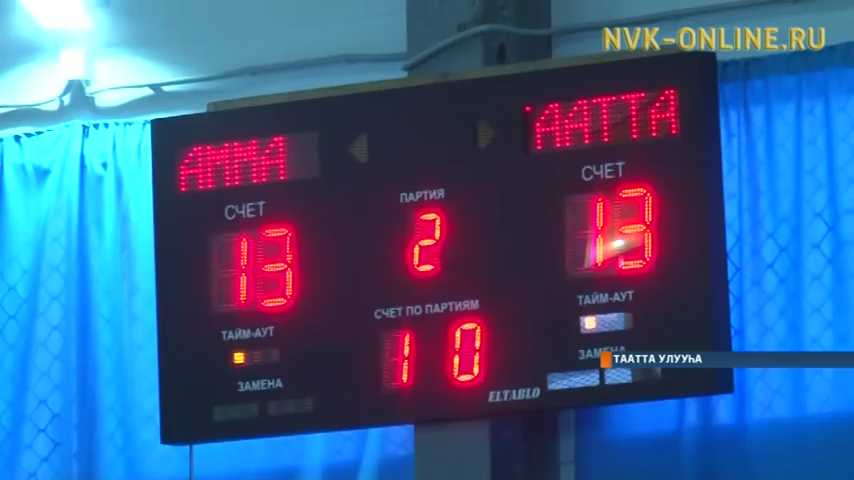 NVK-ONLINE.RU
АММА
ААТТА
СЧЕТ
ПАРТИЯ
СЧЕТ
13
2
13
ТАЙМ-АУТ
СЧЕТ ПО ПАРТИЯМ
ТАЙМ-АУТ
1 0
ЗАМЕНА
ЗАМЕНА
ELTABLO
ТААТТА УЛУУҺА